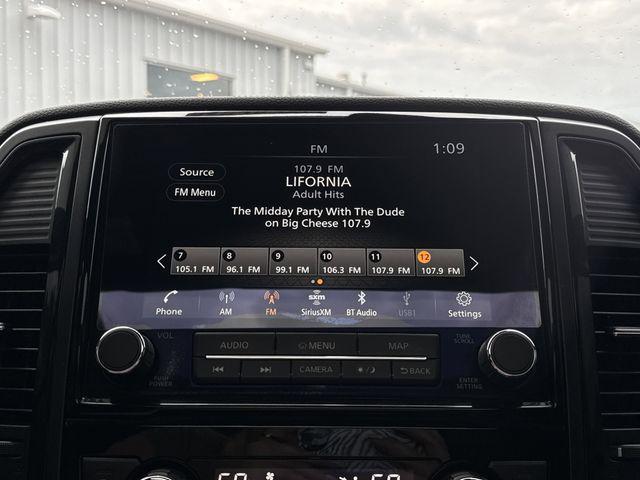 FM
1:09
Source
FM Menu
107.9 FM
LIFORNIA
Adult Hits
The Midday Party With The Dude
on Big Cheese 107.9
7 8 9 10 11 12
105.1 FM 96.1 FM 99.1 FM 106.3 FM 107.9 FM 107.9 FM
sxm
Phone AM FM SiriusXM BT Audio USB1 Settings
VOL
TUNE
SCROLL
AUDIO MENU MAP
CAMERA BACK
PUSH
POWER
ENTER
SETTING